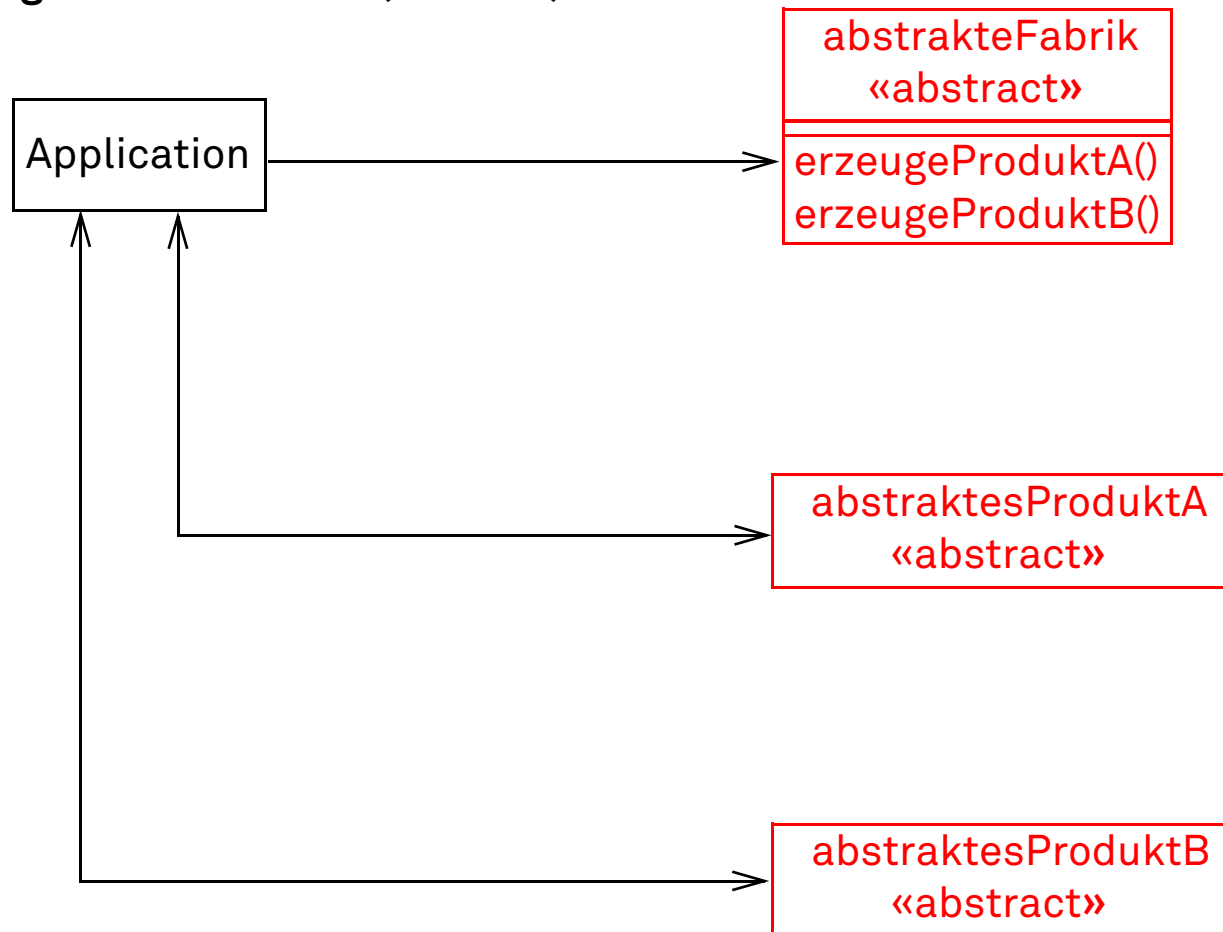 abstrakteFabrik
«abstract»
Application
erzeugeProduktA()
erzeugeProduktB()
abstraktesProduktA
«abstract»
abstraktesProduktB
«abstract»